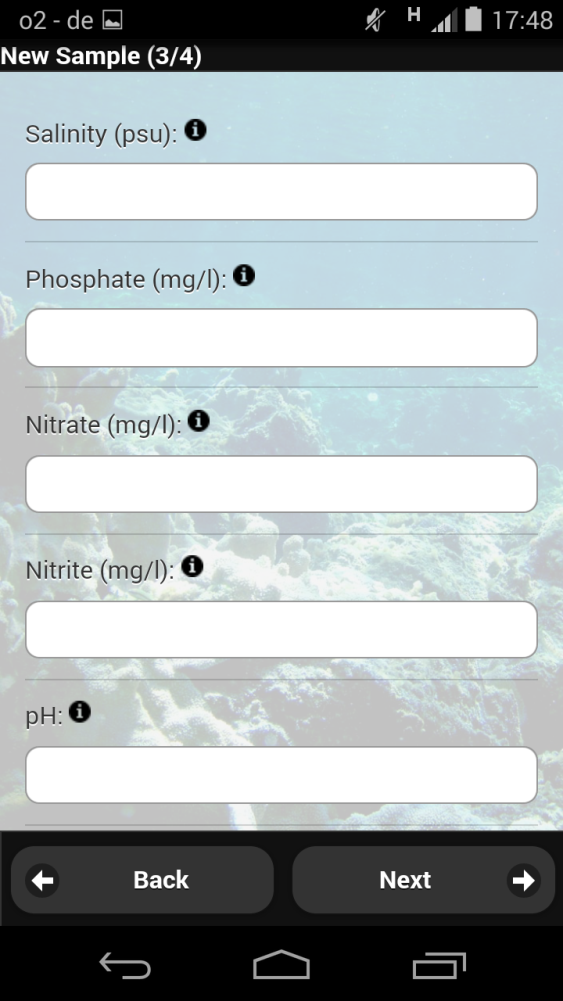 o2 - de H 17:48
New Sample (3/4)
Salinity (psu):
Phosphate (mg/l):
Nitrate (mg/l):
Nitrite (mg/l):
pH:
Back Next